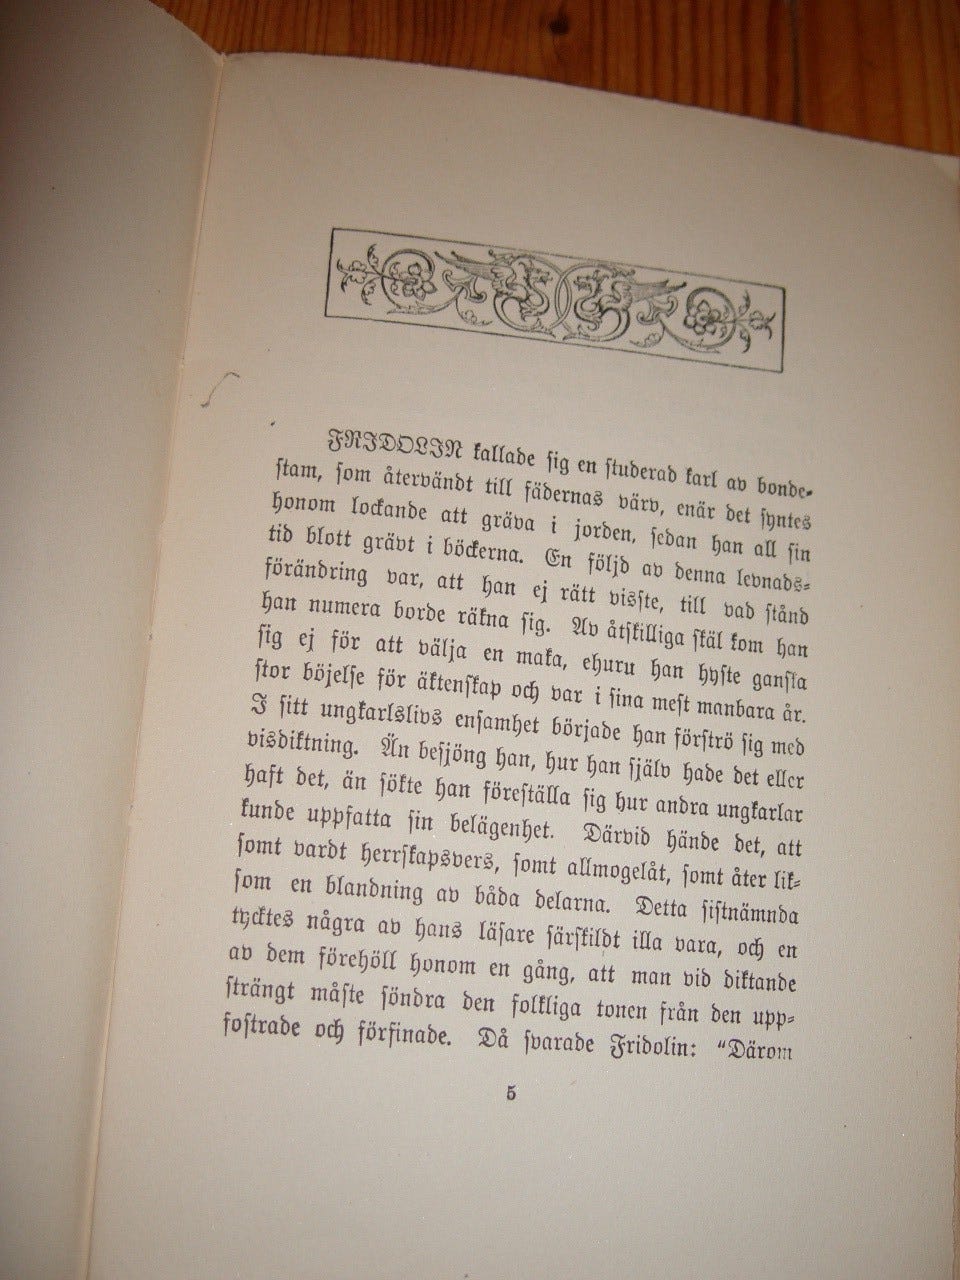 FRIDOLIN kallade sig en studerad karl av bonde-
stam, som återvändt till fädernas värv, enär det syntes
honom lockande att gräva i jorden, sedan han all sin
tid blott grävt i böckerna. En följd av denna levnads-
förändring var, att han ej rätt visste, till vad stånd
han numera borde räkna sig. Av åtskilliga skäl kom han
sig ej för att välja en maka, ehuru han hyste ganska
stor böjelse för äktenskap och var i sina mest manbara år.
I sitt ungkarlslivs ensamhet började han förströ sig med
visdiktning. Än besjöng han, hur han själv hade det eller
haft det, än sökte han föreställa sig hur andra ungkarlar
kunde uppfatta sin belägenhet. Därvid hände det, att
somt vardt herrskapsvers, somt allmogelåt, somt åter lik-
som en blandning av båda delarna. Detta sistnämnda
tycktes några av hans läsare särskildt illa vara, och en
av dem förehöll honom en gång, att man vid diktande
strängt måste söndra den folkliga tonen från den upp-
fostrade och förfinade. Då svarade Fridolin: "Därom
5